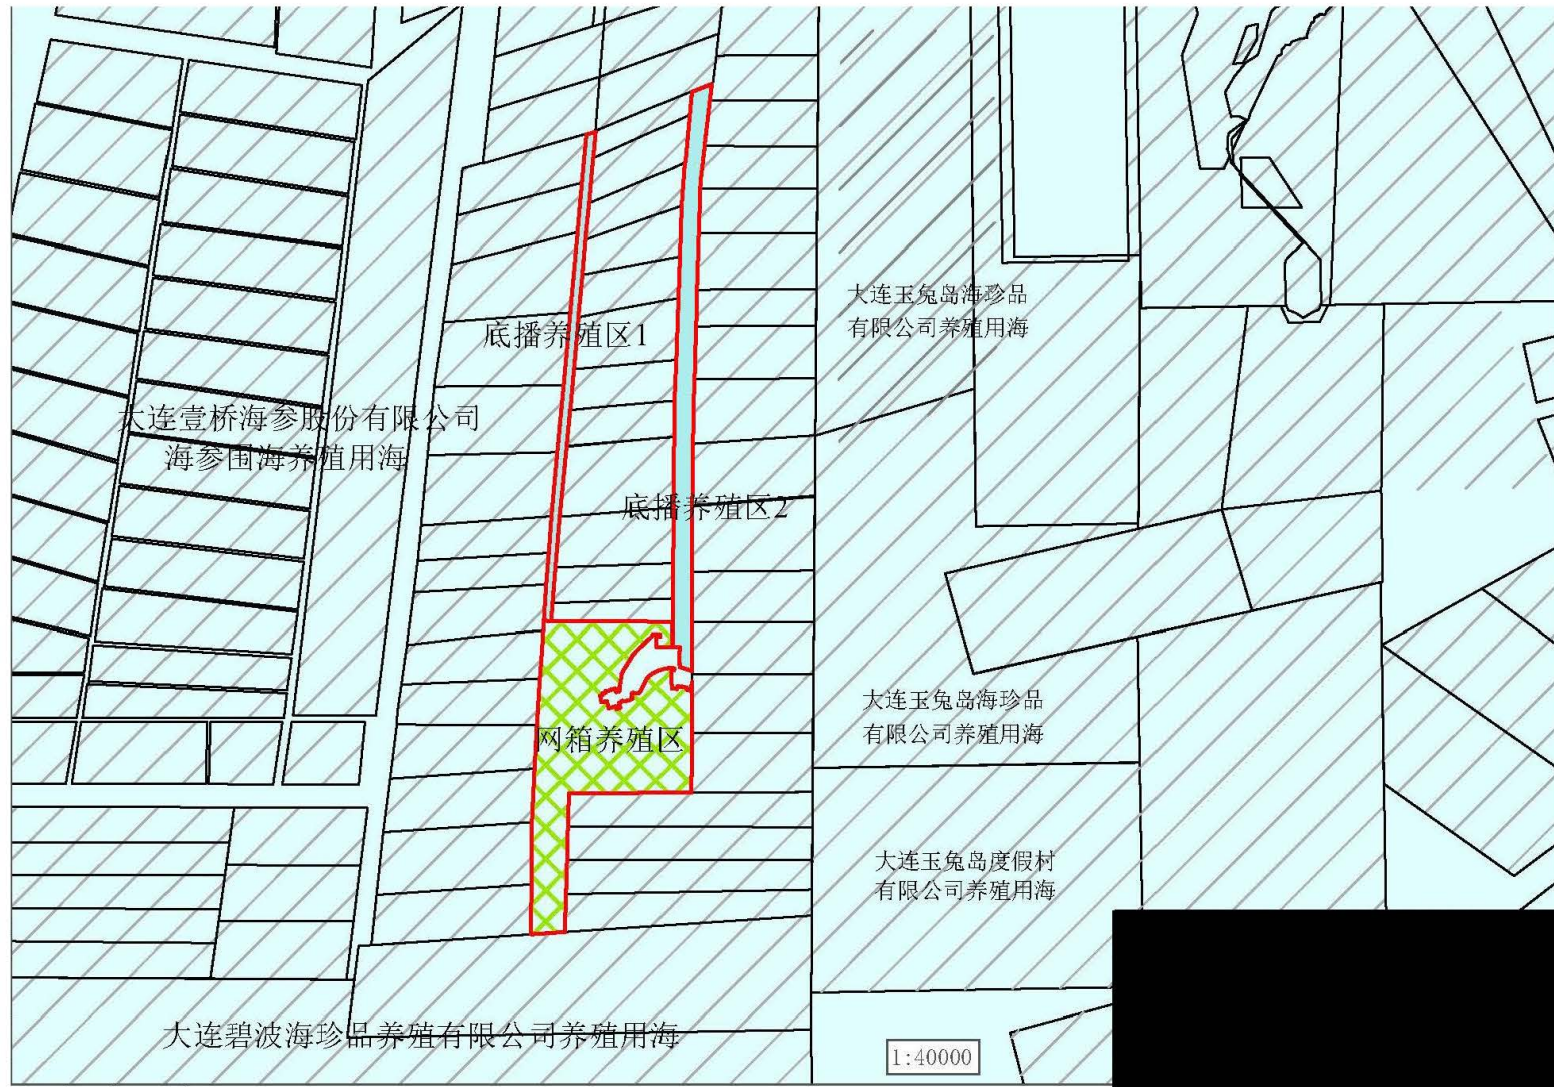 大连玉兔岛海珍品
有限公司养殖用海
底播养殖区1
大连壹桥海参股份有限公司
海参围海养殖用海
底播养殖区2
大连玉兔岛海珍品
有限公司养殖用海
网箱养殖区
大连玉兔岛度假村
有限公司养殖用海
大连碧波海珍品养殖有限公司养殖用海
1:40000